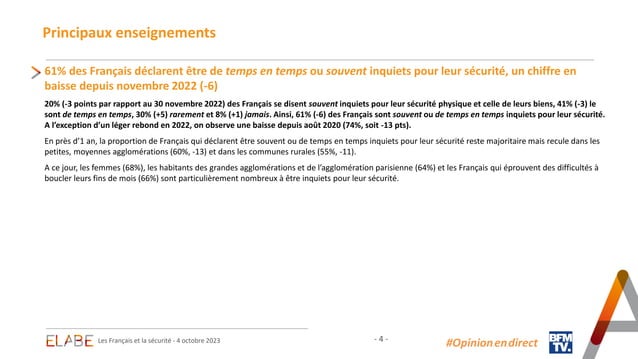 Principaux enseignements
61% des Français déclarent être de temps en temps ou souvent inquiets pour leur sécurité, un chiffre en
baisse depuis novembre 2022 (-6)
20% (-3 points par rapport au 30 novembre 2022) des Français se disent souvent inquiets pour leur sécurité physique et celle de leurs biens, 41% (-3) le
sont de temps en temps, 30% (+5) rarement et 8% (+1) jamais. Ainsi, 61% (-6) des Français sont souvent ou de temps en temps inquiets pour leur sécurité.
A l’exception d’un léger rebond en 2022, on observe une baisse depuis août 2020 (74%, soit -13 pts).
En près d’1 an, la proportion de Français qui déclarent être souvent ou de temps en temps inquiets pour leur sécurité reste majoritaire mais recule dans les
petites, moyennes agglomérations (60%, -13) et dans les communes rurales (55%, -11).
A ce jour, les femmes (68%), les habitants des grandes agglomérations et de l’agglomération parisienne (64%) et les Français qui éprouvent des difficultés à
boucler leurs fins de mois (66%) sont particulièrement nombreux à être inquiets pour leur sécurité.
ELABE
Les Français et la sécurité - 4 octobre 2023
- 4 -
#Opinionendirect
BFM
TV.